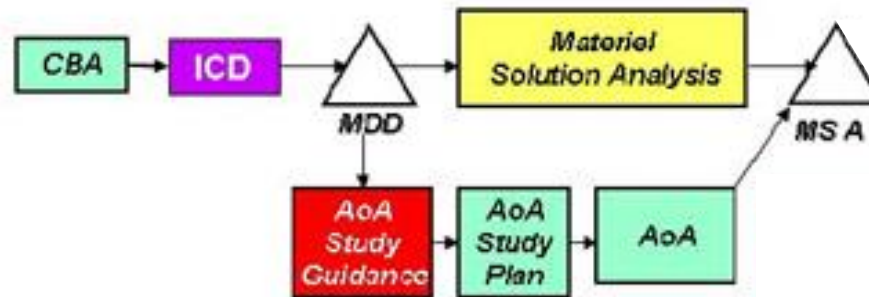 CBA
ICD
MDD
Materiel
Solution Analysis
MS A
AoA
Study
Guidance
AoA
Study
Plan
AoA